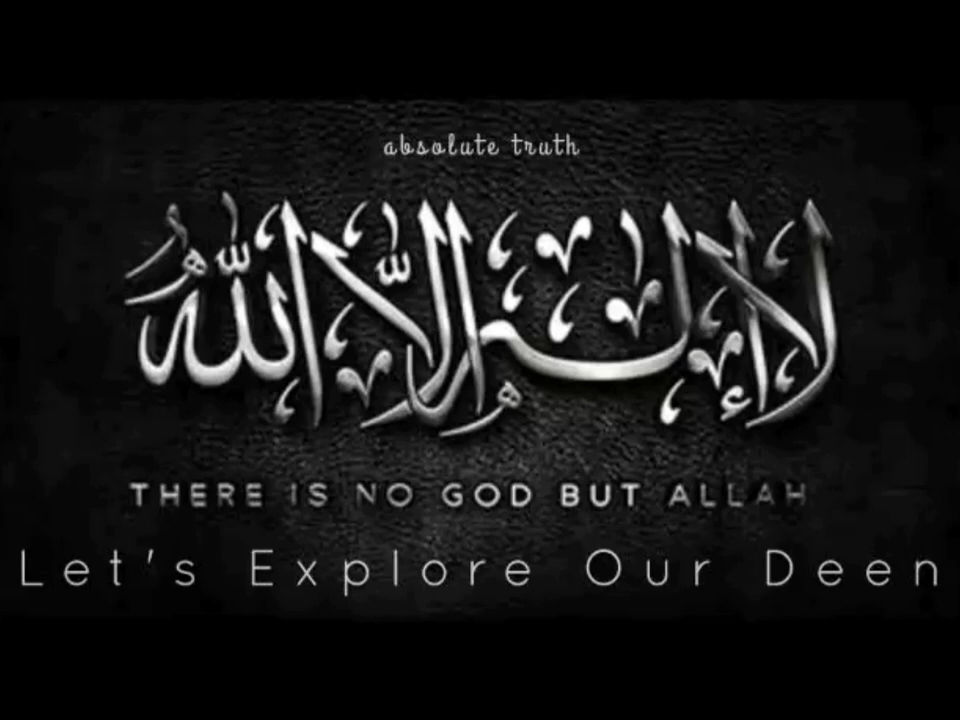 absolute truth
لا إله إلا الله
THERE IS NO GOD BUT ALLAH
Let's Explore Our Deen